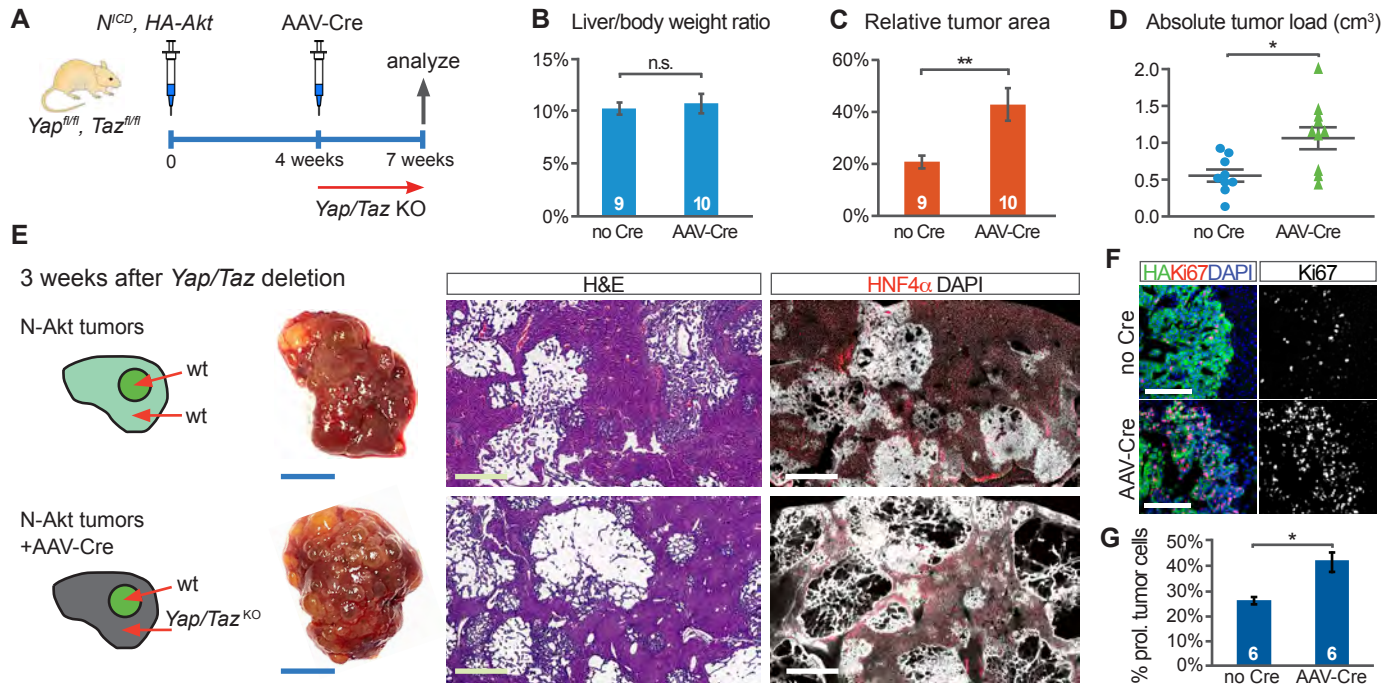 A
N^ICD, HA-Akt
AAV-Cre
analyze
Yap^fl/fl, Taz^fl/fl
0
4 weeks
7 weeks
Yap/Taz KO
B
Liver/body weight ratio
n.s.
15%
10%
5%
0%
9
10
no Cre
AAV-Cre
C
Relative tumor area
**
60%
40%
20%
0%
9
10
no Cre
AAV-Cre
D
Absolute tumor load (cm³)
*
2.0
1.5
1.0
0.5
0.0
no Cre
AAV-Cre
E
3 weeks after Yap/Taz deletion
N-Akt tumors
wt
wt
N-Akt tumors
+AAV-Cre
wt
Yap/Taz^KO
H&E
HNF4α DAPI
F
HAKi67DAPI
Ki67
no Cre
AAV-Cre
G
% prol. tumor cells
*
50%
40%
30%
20%
10%
0%
6
6
no Cre
AAV-Cre